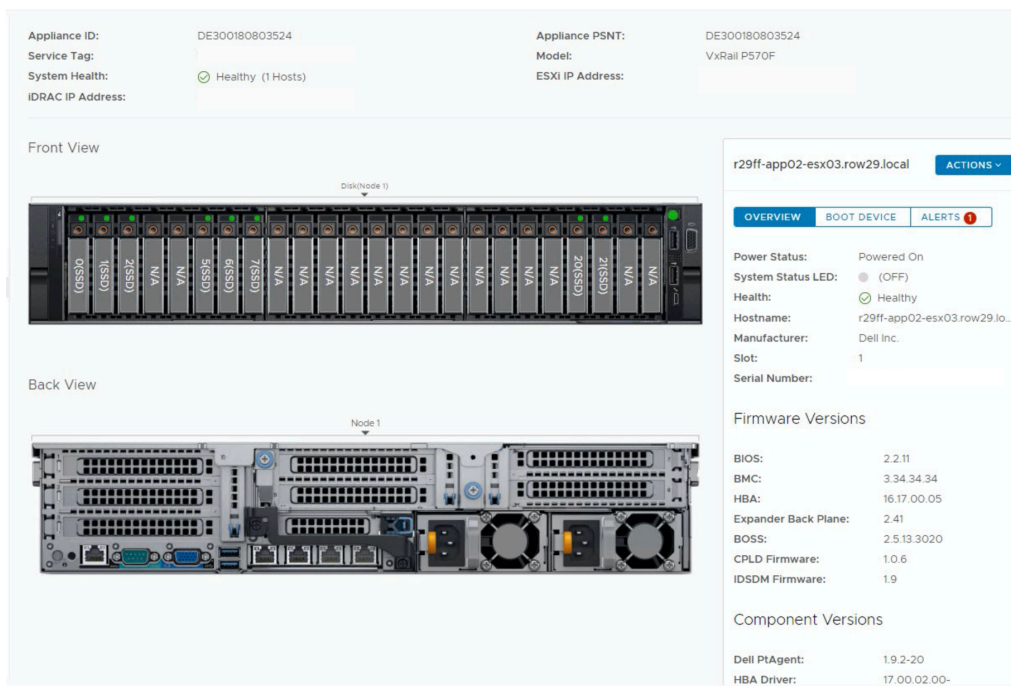 Appliance ID: DE300180803524 Appliance PSNT: DE300180803524
Service Tag: Model: VxRail P570F
System Health: Healthy (1 Hosts) ESXi IP Address:
iDRAC IP Address:
Front View
Disk(Node 1)
0(SSD) 1(SSD) 2(SSD) N/A N/A 5(SSD) 6(SSD) 7(SSD) N/A N/A N/A N/A N/A N/A N/A N/A N/A N/A N/A N/A 20(SSD) 21(SSD) N/A N/A
Back View
Node 1
r29ff-app02-esx03.row29.local ACTIONS
OVERVIEW BOOT DEVICE ALERTS 1
Power Status: Powered On
System Status LED: (OFF)
Health: Healthy
Hostname: r29ff-app02-esx03.row29.lo...
Manufacturer: Dell Inc.
Slot: 1
Serial Number:
Firmware Versions
BIOS: 2.2.11
BMC: 3.34.34.34
HBA: 16.17.00.05
Expander Back Plane: 2.41
BOSS: 2.5.13.3020
CPLD Firmware: 1.0.6
IDSDM Firmware: 1.9
Component Versions
Dell PtAgent: 1.9.2-20
HBA Driver: 17.00.02.00-